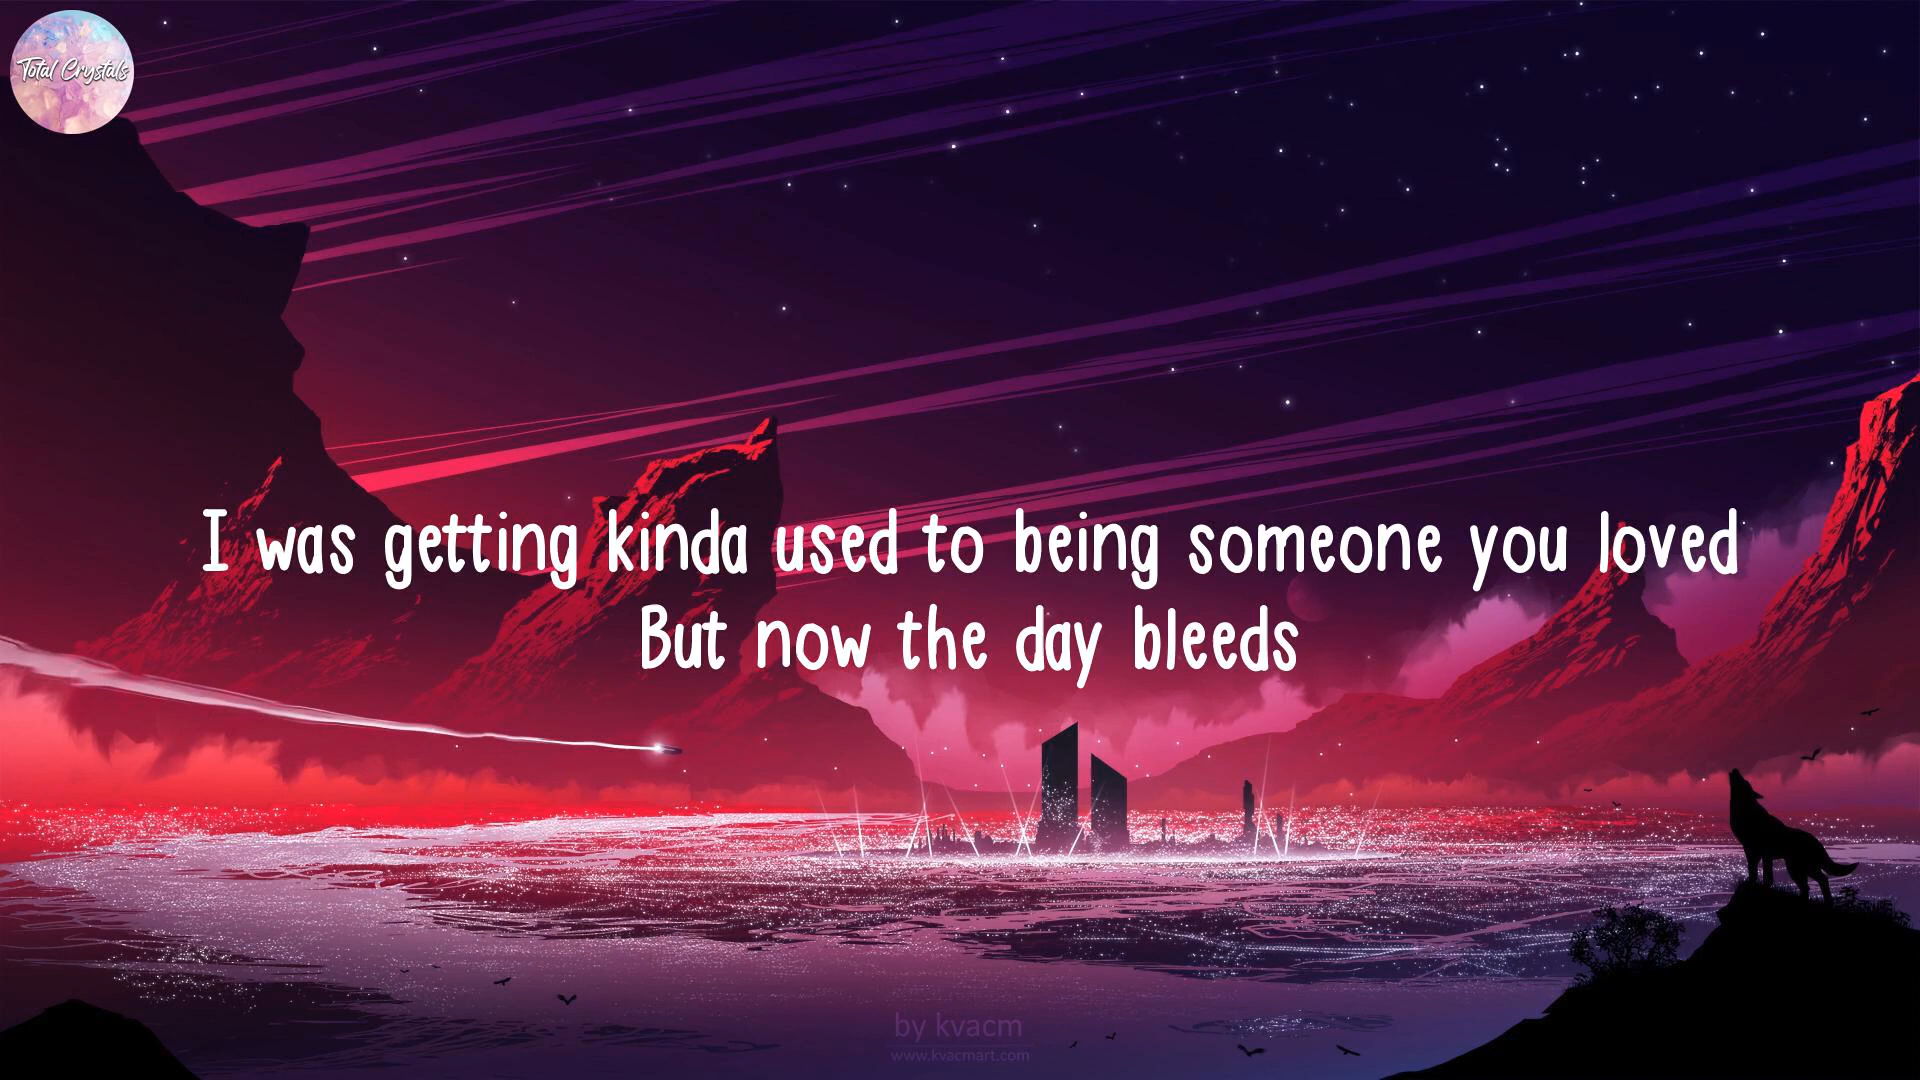 Total Crystals
I was getting kinda used to being someone you loved
But now the day bleeds
by kvacm
www.kvacmart.com